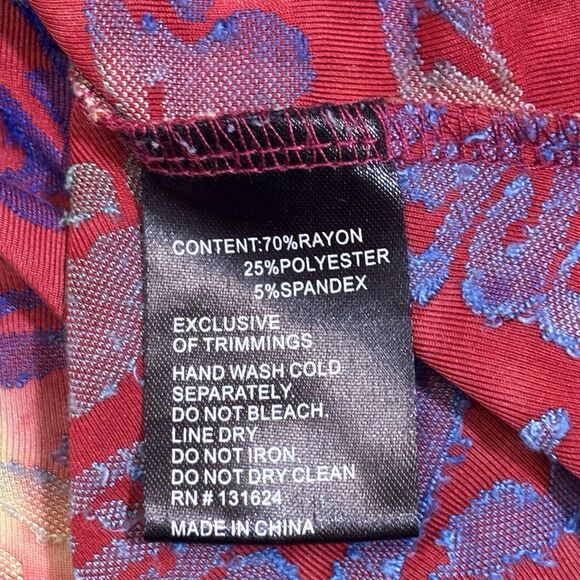 CONTENT:70%RAYON
25%POLYESTER
5%SPANDEX
EXCLUSIVE
OF TRIMMINGS
HAND WASH COLD
SEPARATELY.
DO NOT BLEACH.
LINE DRY.
DO NOT IRON.
DO NOT DRY CLEAN
RN # 131624
MADE IN CHINA